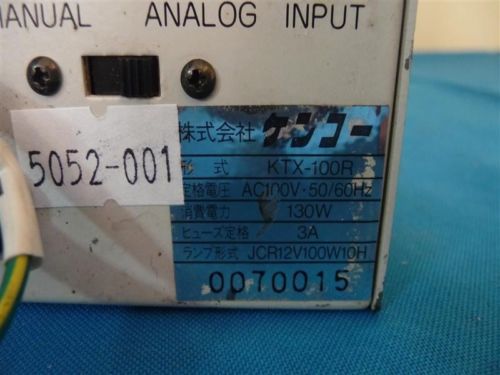 MANUAL ANALOG INPUT
5052-001
株式会社 ケンコー
形 式 KTX-100R
定格電圧 AC100V·50/60Hz
消費電力 130W
ヒューズ定格 3A
ランプ形式 JCR12V100W10H
0070015